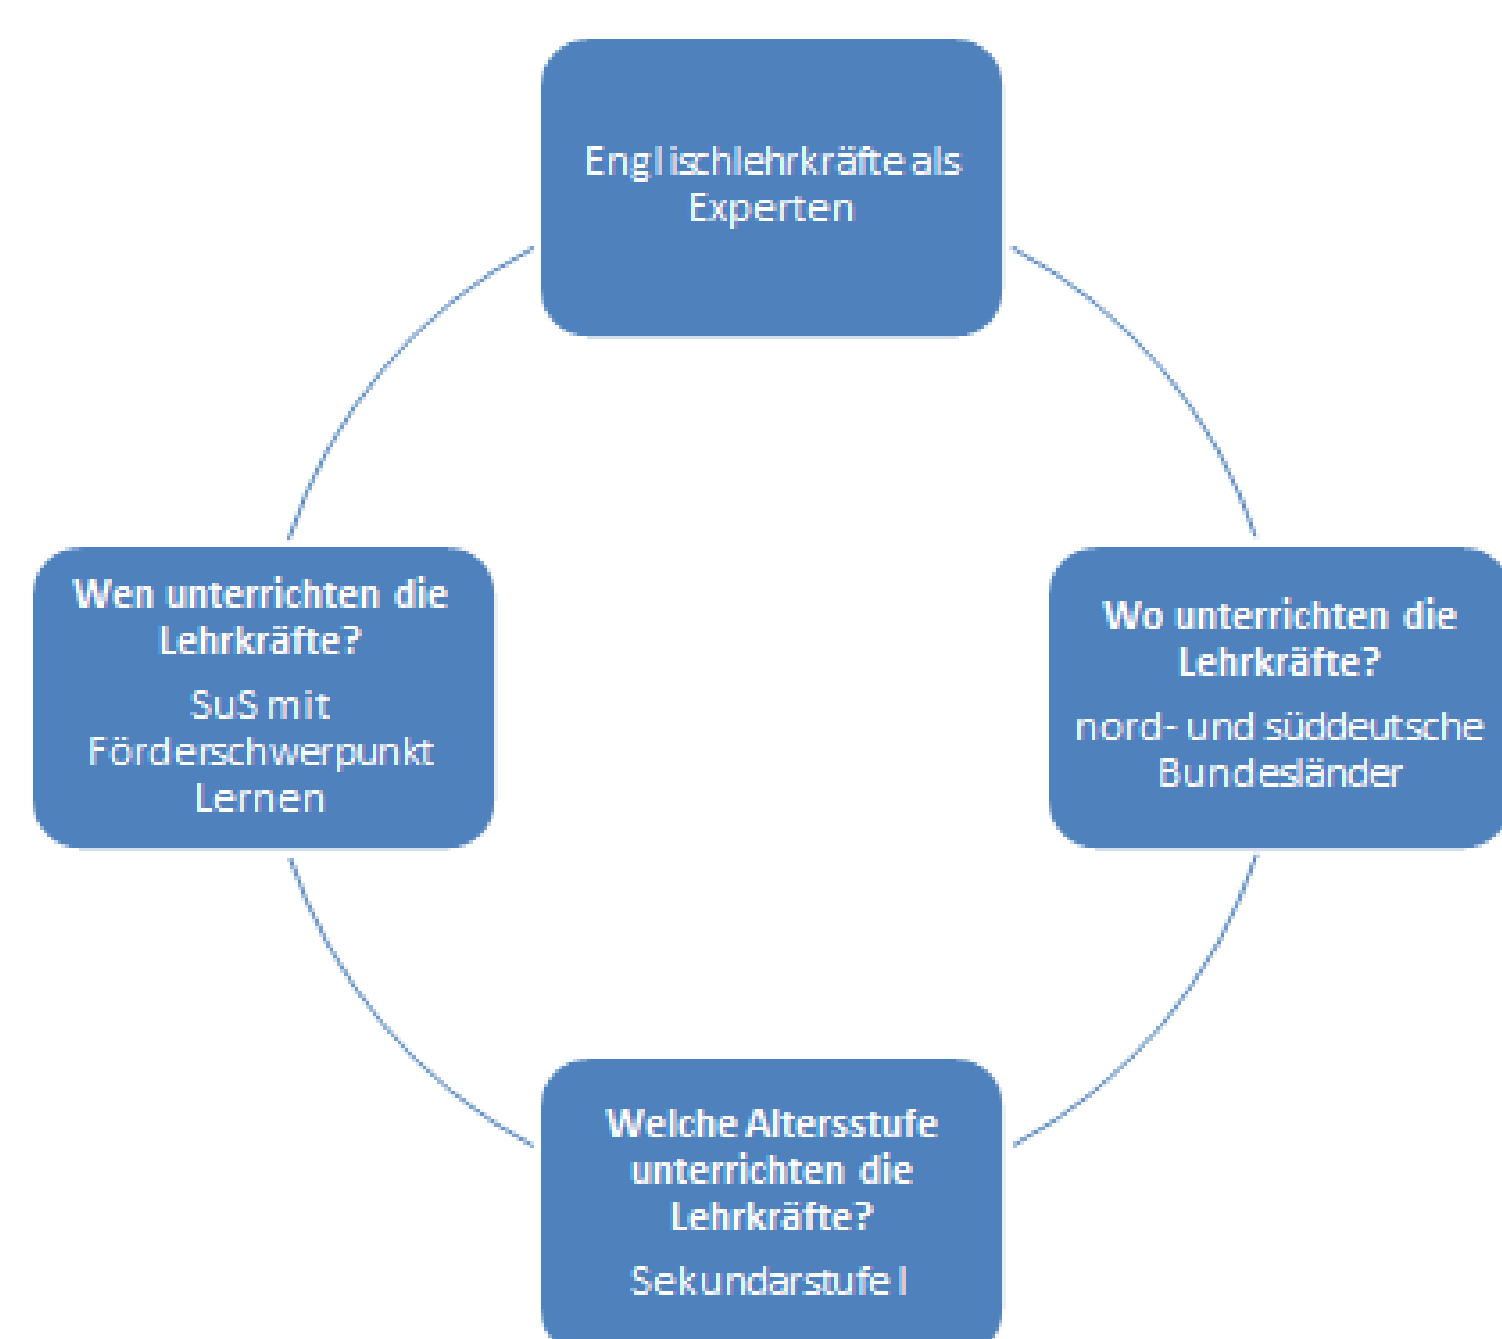 Englischlehrkräfte als
Experten
Wen unterrichten die
Lehrkräfte?
SuS mit
Förderschwerpunkt
Lernen
Wo unterrichten die
Lehrkräfte?
nord- und süddeutsche
Bundesländer
Welche Altersstufe
unterrichten die
Lehrkräfte?
Sekundarstufe I